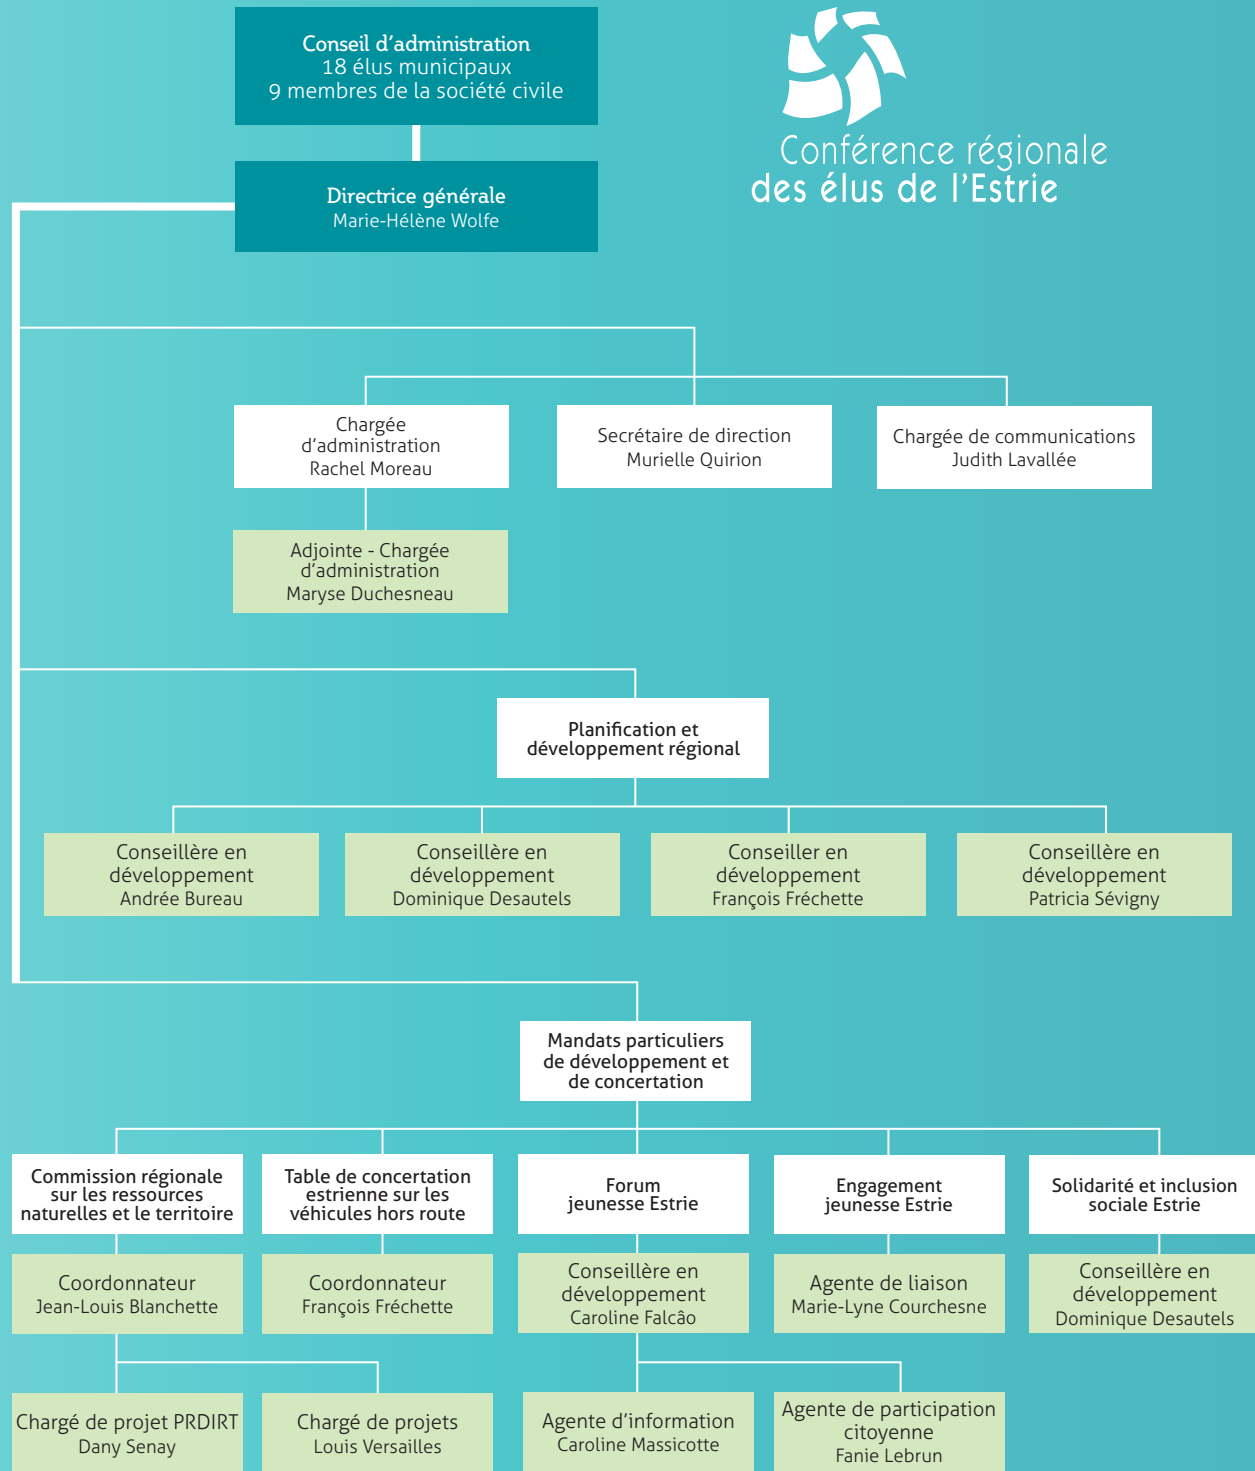 Conseil d'administration
18 élus municipaux
9 membres de la société civile
Conférence régionale
des élus de l'Estrie
Directrice générale
Marie-Hélène Wolfe
Chargée
d'administration
Rachel Moreau
Secrétaire de direction
Murielle Quirion
Chargée de communications
Judith Lavallée
Adjointe - Chargée
d'administration
Maryse Duchesneau
Planification et
développement régional
Conseillère en
développement
Andrée Bureau
Conseillère en
développement
Dominique Desautels
Conseiller en
développement
François Fréchette
Conseillère en
développement
Patricia Sévigny
Mandats particuliers
de développement et
de concertation
Commission régionale
sur les ressources
naturelles et le territoire
Table de concertation
estrienne sur les
véhicules hors route
Forum
jeunesse Estrie
Engagement
jeunesse Estrie
Solidarité et inclusion
sociale Estrie
Coordonnateur
Jean-Louis Blanchette
Coordonnateur
François Fréchette
Conseillère en
développement
Caroline Falcâo
Agente de liaison
Marie-Lyne Courchesne
Conseillère en
développement
Dominique Desautels
Chargé de projet PRDIRT
Dany Senay
Chargé de projets
Louis Versailles
Agente d'information
Caroline Massicotte
Agente de participation
citoyenne
Fanie Lebrun